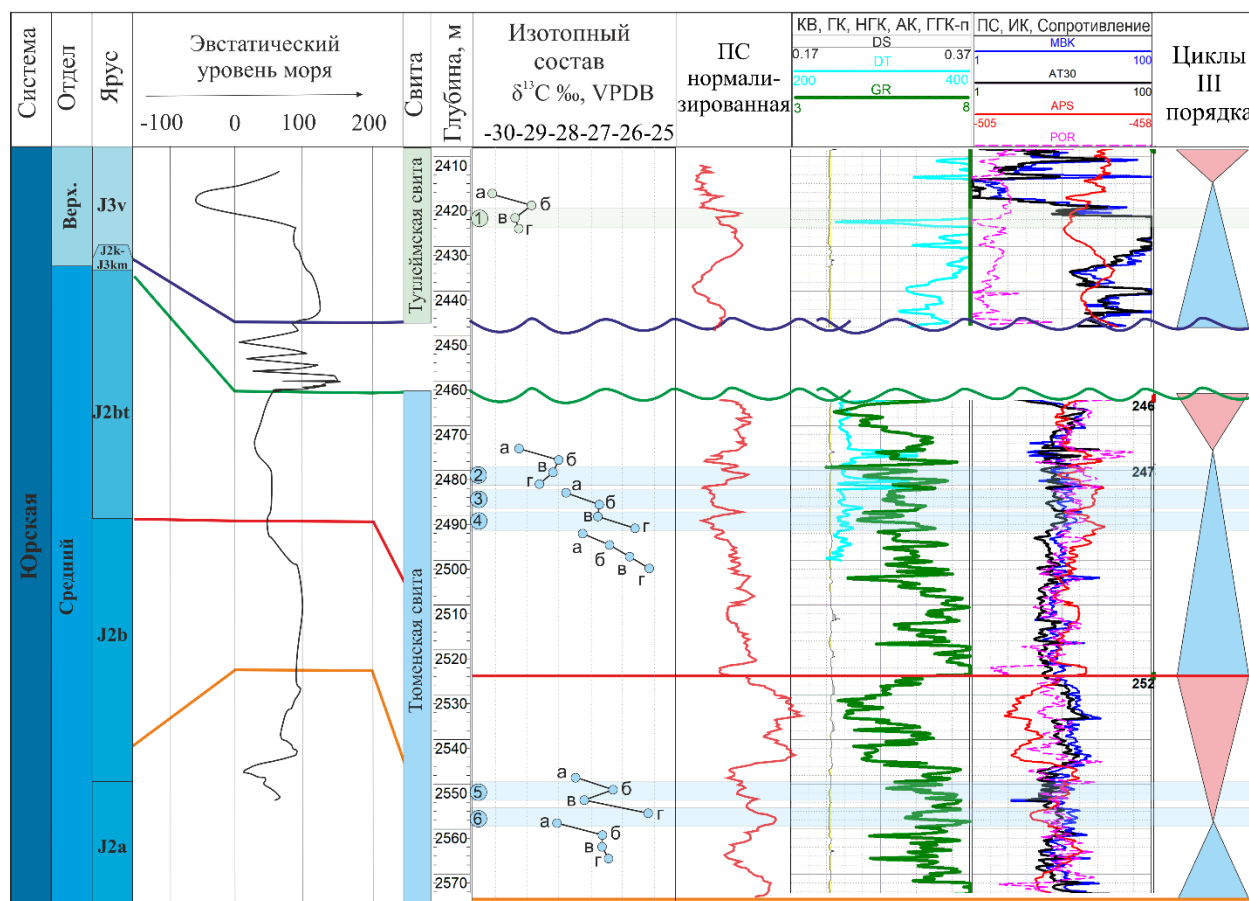 Система
Отдел
Ярус
Эвстатический
уровень моря
-100 0 100 200
Свита
Глубина, м
Изотопный
состав
δ¹³C ‰, VPDB
-30-29-28-27-26-25
ПС
нормали-
зированная
КВ, ГК, НГК, АК, ГГК-п
DS
0.17 0.37
DT
200 400
GR
3 8
ПС, ИК, Сопротивление
МВК
1 100
AT30
1 100
APS
-505 -458
POR
Циклы
III
порядка
Юрская
Верх.
Средний
J3v
J2k-
J3km
J2bt
J2b
J2a
Тутлеймская свита
Тюменская свита
2410
2420
2430
2440
2450
2460
2470
2480
2490
2500
2510
2520
2530
2540
2550
2560
2570
а
б
1
в
г
а
б
в
2
г
а
3
б
4
в
г
а
б
в
г
а
б
5
в
г
6
а
б
в
г
246
247
252